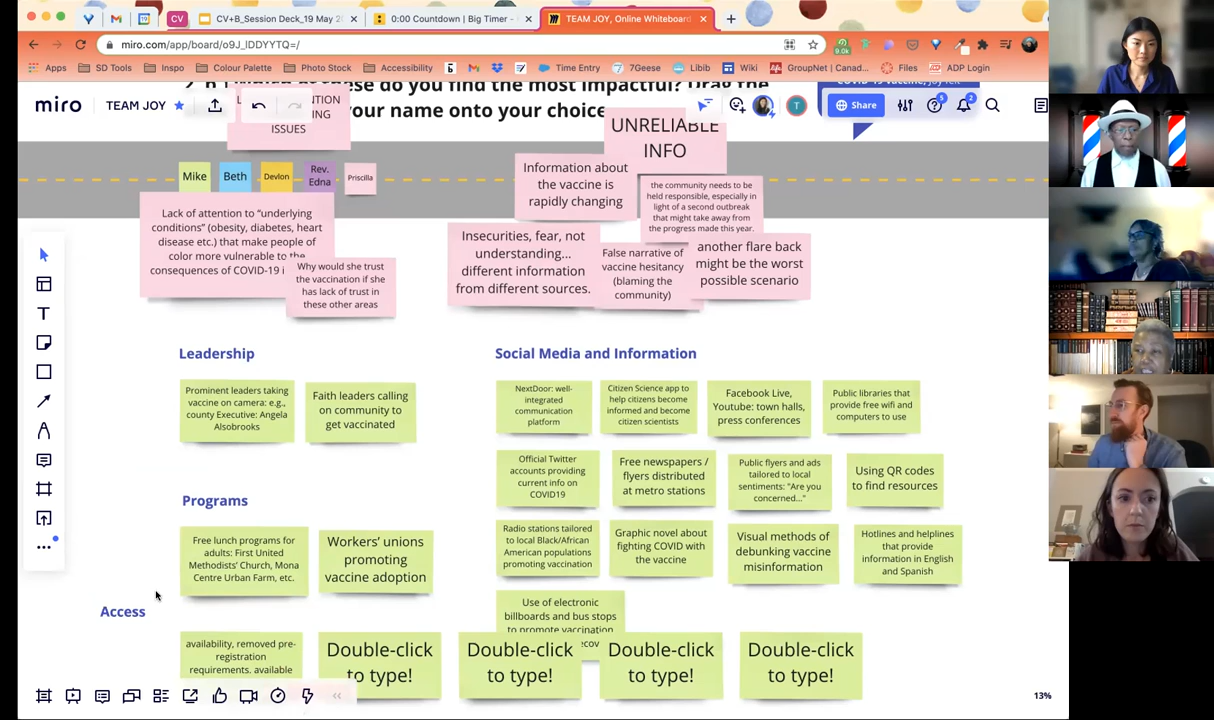 CV
CV+B_Session Deck_19 May 2
0:00 Countdown | Big Timer -
TEAM JOY, Online Whiteboard
miro.com/app/board/o9J_lDDYYTQ=/
9.0k
Apps
SD Tools
Inspo
Colour Palette
Photo Stock
Accessibility
Time Entry
7Geese
Libib
Wiki
GroupNet | Canad...
Files
ADP Login
do you find the most impactful? Drag the
your name onto your choice
miro
TEAM JOY
T
Share
5
2
ISSUES
UNRELIABLE
INFO
Mike
Beth
Devlon
Rev.
Edna
Priscilla
Information about
the vaccine is
rapidly changing
the community needs to be
held responsible, especially in
light of a second outbreak
that might take away from
the progress made this year.
Lack of attention to “underlying
conditions” (obesity, diabetes, heart
disease etc.) that make people of
color more vulnerable to the
consequences of COVID-19 i
Why would she trust
the vaccination if she
has lack of trust in
these other areas
Insecurities, fear, not
understanding...
different information
from different sources.
False narrative of
vaccine hesitancy
(blaming the
community)
another flare back
might be the worst
possible scenario
Leadership
Social Media and Information
Prominent leaders taking
vaccine on camera: e.g.,
county Executive: Angela
Alsobrooks
Faith leaders calling
on community to
get vaccinated
NextDoor: well-
integrated
communication
platform
Citizen Science app to
help citizens become
informed and become
citizen scientists
Facebook Live,
Youtube: town halls,
press conferences
Public libraries that
provide free wifi and
computers to use
Official Twitter
accounts providing
current info on
COVID19
Free newspapers /
flyers distributed
at metro stations
Public flyers and ads
tailored to local
sentiments: "Are you
concerned..."
Using QR codes
to find resources
Programs
Free lunch programs for
adults: First United
Methodists’ Church, Mona
Centre Urban Farm, etc.
Workers’ unions
promoting
vaccine adoption
Radio stations tailored
to local Black/African
American populations
promoting vaccination
Graphic novel about
fighting COVID with
the vaccine
Visual methods of
debunking vaccine
misinformation
Hotlines and helplines
that provide
information in English
and Spanish
Use of electronic
billboards and bus stops
to promote vaccination
Access
availability, removed pre-
registration
requirements. available
Double-click
to type!
Double-click
to type!
Double-click
to type!
Double-click
to type!
13%